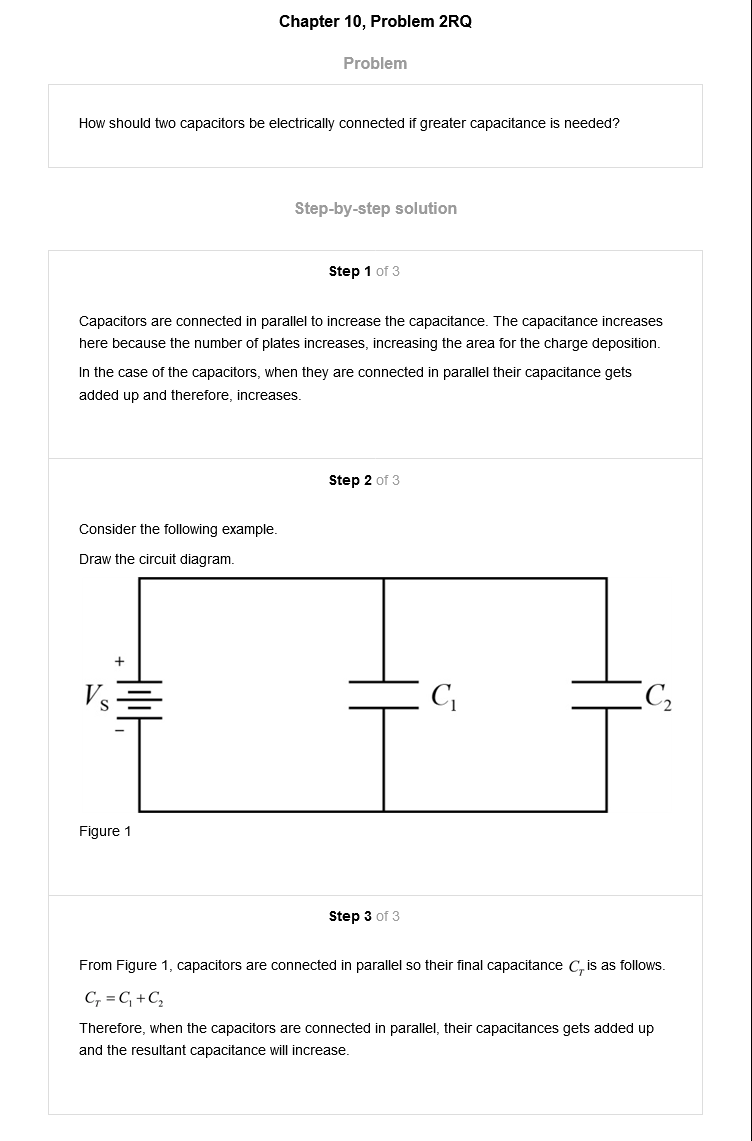 Chapter 10, Problem 2RQ
Problem
How should two capacitors be electrically connected if greater capacitance is needed?
Step-by-step solution
Step 1 of 3
Capacitors are connected in parallel to increase the capacitance. The capacitance increases
here because the number of plates increases, increasing the area for the charge deposition.
In the case of the capacitors, when they are connected in parallel their capacitance gets
added up and therefore, increases.
Step 2 of 3
Consider the following example.
Draw the circuit diagram.
+
V_S
C_1
C_2
−
Figure 1
Step 3 of 3
From Figure 1, capacitors are connected in parallel so their final capacitance C_T is as follows.
C_T = C_1 + C_2
Therefore, when the capacitors are connected in parallel, their capacitances gets added up
and the resultant capacitance will increase.